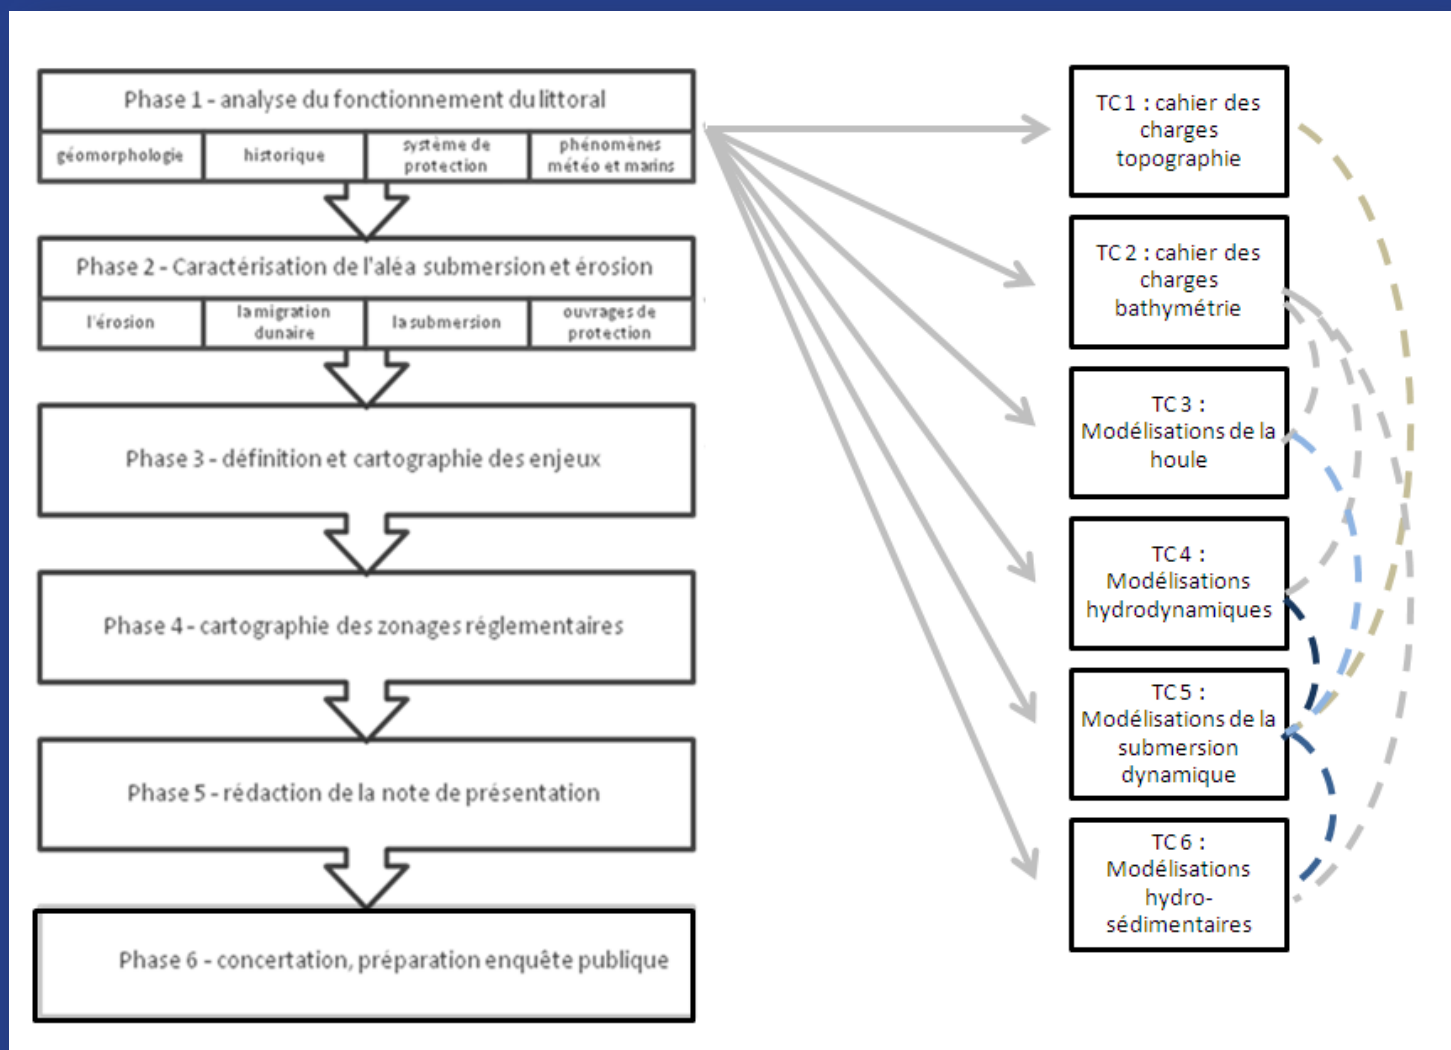 Phase 1 - analyse du fonctionnement du littoral
géomorphologie
historique
système de
protection
phénomènes
météo et marins
Phase 2 - Caractérisation de l'aléa submersion et érosion
l'érosion
la migration
dunaire
la submersion
ouvrages de
protection
Phase 3 - définition et cartographie des enjeux
Phase 4 - cartographie des zonages réglementaires
Phase 5 - rédaction de la note de présentation
Phase 6 - concertation, préparation enquête publique
TC1 : cahier des
charges
topographie
TC2 : cahier des
charges
bathymétrie
TC3 :
Modélisations de la
houle
TC4 :
Modélisations
hydrodynamiques
TC5 :
Modélisations de la
submersion
dynamique
TC6 :
Modélisations
hydro-
sédimentaires